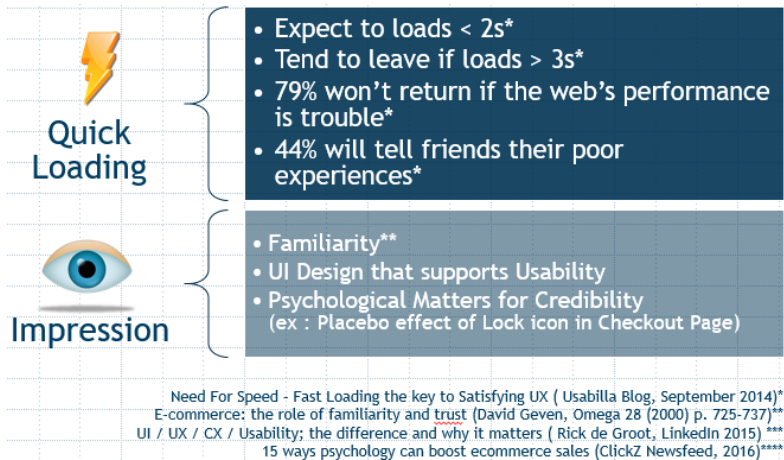 Quick
Loading
• Expect to loads < 2s*
• Tend to leave if loads > 3s*
• 79% won't return if the web's performance
is trouble*
• 44% will tell friends their poor
experiences*
Impression
• Familiarity**
• UI Design that supports Usability
• Psychological Matters for Credibility
(ex : Placebo effect of Lock icon in Checkout Page)
Need For Speed - Fast Loading the key to Satisfying UX ( Usabilla Blog, September 2014)*
E-commerce: the role of familiarity and trust (David Geven, Omega 28 (2000) p. 725-737)**
UI / UX / CX / Usability; the difference and why it matters ( Rick de Groot, LinkedIn 2015) ***
15 ways psychology can boost ecommerce sales (ClickZ Newsfeed, 2016)****